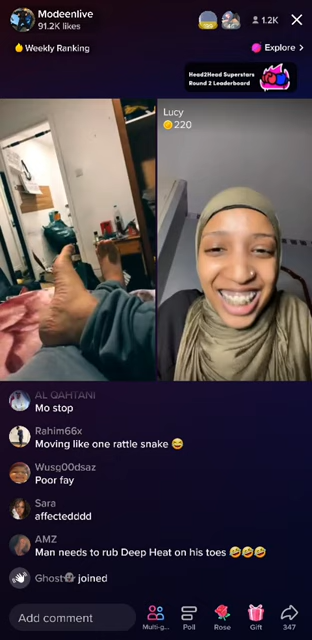 Modeenlive
91.2K likes
1.2K
Weekly Ranking
Explore >
Head2Head Superstars
Round 2 Leaderboard
Lucy
220
AL QAHTANI
Mo stop
Rahim66x
Moving like one rattle snake 😅
Wusg00dsaz
Poor fay
Sara
affectedddd
AMZ
Man needs to rub Deep Heat on his toes 🤣🤣🤣
Ghost joined
Add comment
Multi-g...
Poll
Rose
Gift
347